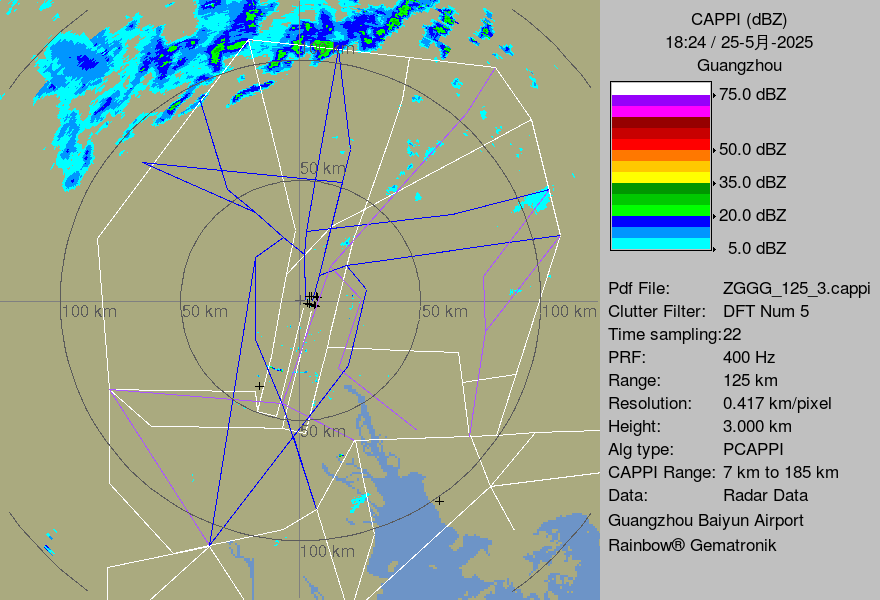 CAPPI (dBZ)
18:24 / 25-5月-2025
Guangzhou
75.0 dBZ
50.0 dBZ
35.0 dBZ
20.0 dBZ
5.0 dBZ
Pdf File: ZGGG_125_3.cappi
Clutter Filter: DFT Num 5
Time sampling:22
PRF: 400 Hz
Range: 125 km
Resolution: 0.417 km/pixel
Height: 3.000 km
Alg type: PCAPPI
CAPPI Range: 7 km to 185 km
Data: Radar Data
Guangzhou Baiyun Airport
Rainbow® Gematronik
100 km
50 km
100 km
50 km
50 km
100 km
50 km
100 km